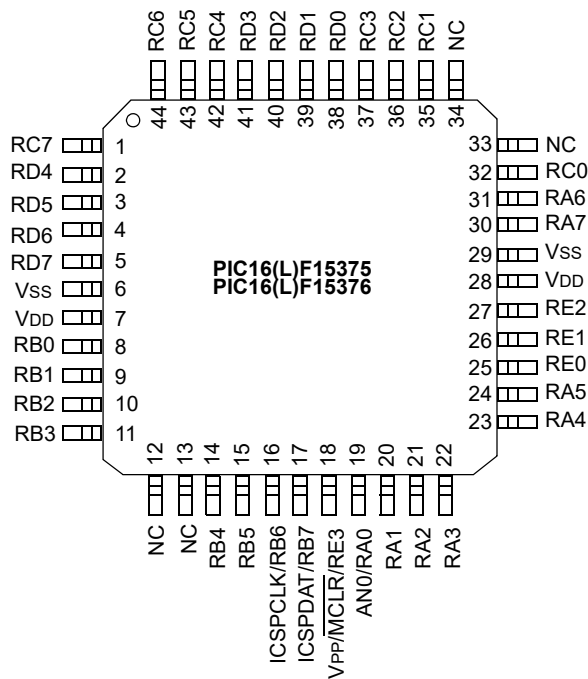 RC6
RC5
RC4
RD3
RD2
RD1
RD0
RC3
RC2
RC1
NC
44
43
42
41
40
39
38
37
36
35
34
RC7 1
RD4 2
RD5 3
RD6 4
RD7 5
VSS 6
VDD 7
RB0 8
RB1 9
RB2 10
RB3 11
PIC16(L)F15375
PIC16(L)F15376
33 NC
32 RC0
31 RA6
30 RA7
29 VSS
28 VDD
27 RE2
26 RE1
25 RE0
24 RA5
23 RA4
12
13
14
15
16
17
18
19
20
21
22
NC
NC
RB4
RB5
ICSPCLK/RB6
ICSPDAT/RB7
VPP/MCLR/RE3
AN0/RA0
RA1
RA2
RA3